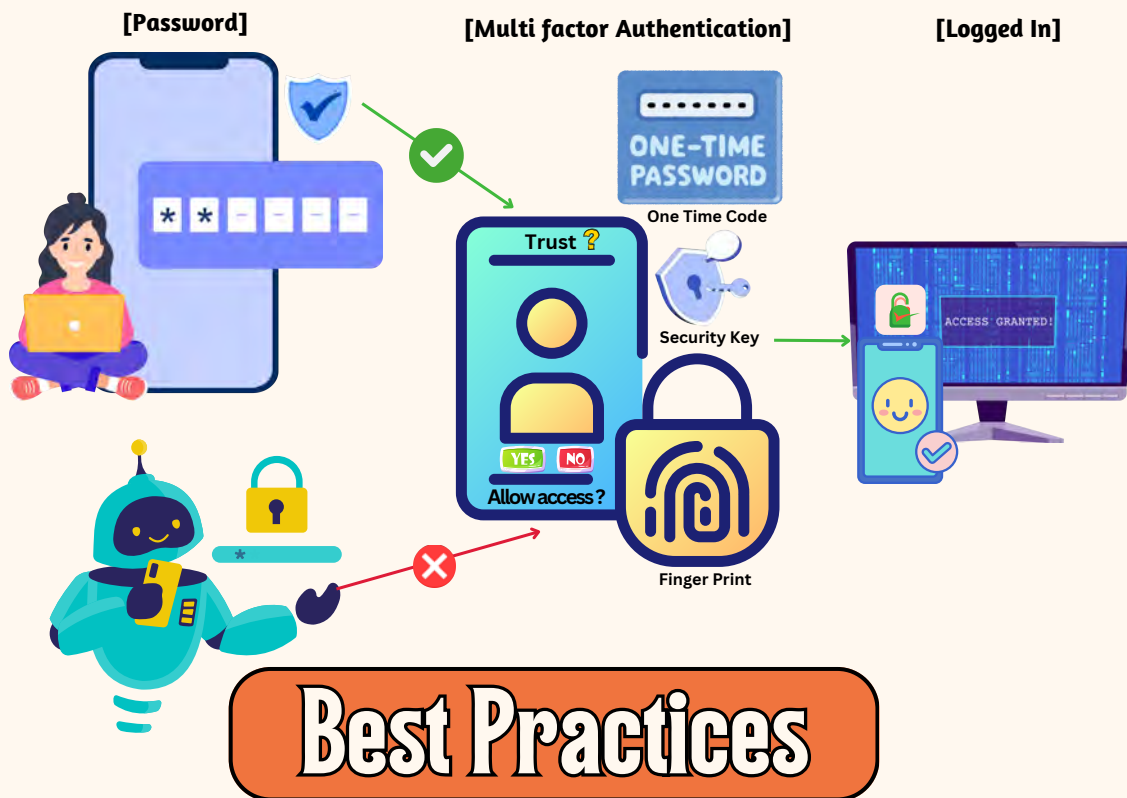 [Password]
[Multi factor Authentication]
[Logged In]
* * - - - -
ONE-TIME
PASSWORD
One Time Code
Trust ?
Security Key
ACCESS GRANTED!
YES NO
Allow access ?
*
Finger Print
Best Practices